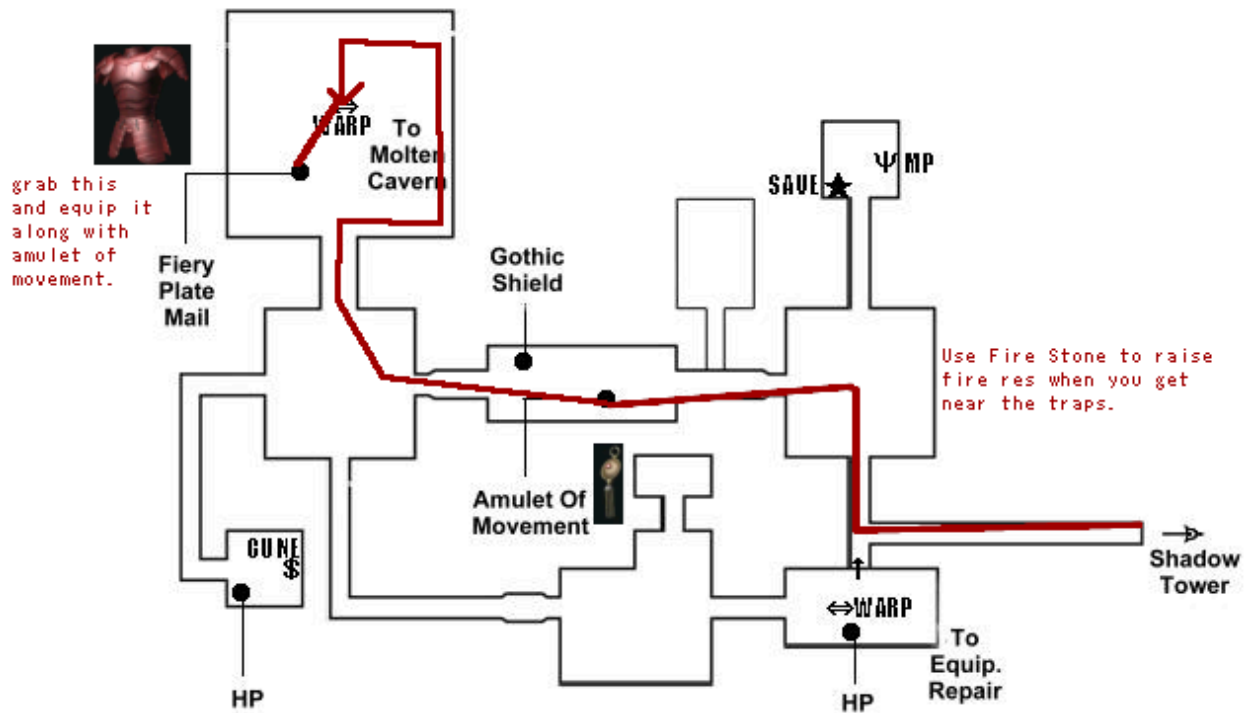 WARP
To
Molten
Cavern
grab this
and equip it
along with
amulet of
movement.
Fiery
Plate
Mail
Gothic
Shield
SAVE
MP
Use Fire Stone to raise
fire res when you get
near the traps.
Amulet Of
Movement
CUNE
$
HP
Shadow
Tower
WARP
To
Equip.
Repair
HP